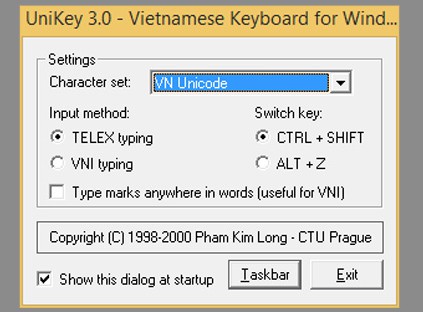 UniKey 3.0 - Vietnamese Keyboard for Wind...
Settings
Character set: VN Unicode
Input method: Switch key:
TELEX typing CTRL + SHIFT
VNI typing ALT + Z
Type marks anywhere in words (useful for VNI)
Copyright (C) 1998-2000 Pham Kim Long - CTU Prague
Show this dialog at startup Taskbar Exit